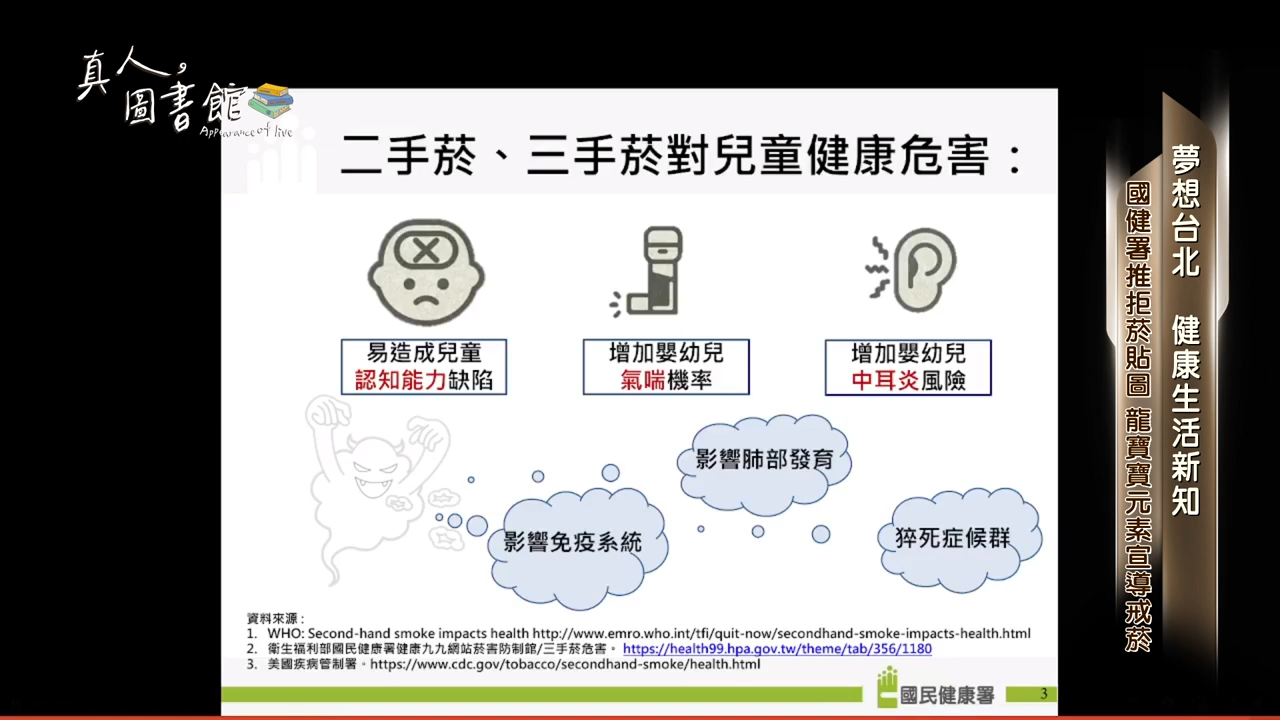 真人圖書館
Appearance of live
二手菸、三手菸對兒童健康危害：
易造成兒童
認知能力缺陷
增加嬰幼兒
氣喘機率
增加嬰幼兒
中耳炎風險
影響肺部發育
影響免疫系統
猝死症候群
資料來源：
1. WHO: Second-hand smoke impacts health http://www.emro.who.int/tfi/quit-now/secondhand-smoke-impacts-health.html
2. 衛生福利部國民健康署健康九九網站菸害防制館/三手菸危害。 https://health99.hpa.gov.tw/theme/tab/356/1180
3. 美國疾病管制署。https://www.cdc.gov/tobacco/secondhand-smoke/health.html
國民健康署
3
夢想台北 健康生活新知
國健署推拒菸貼圖 龍寶寶元素宣導戒菸